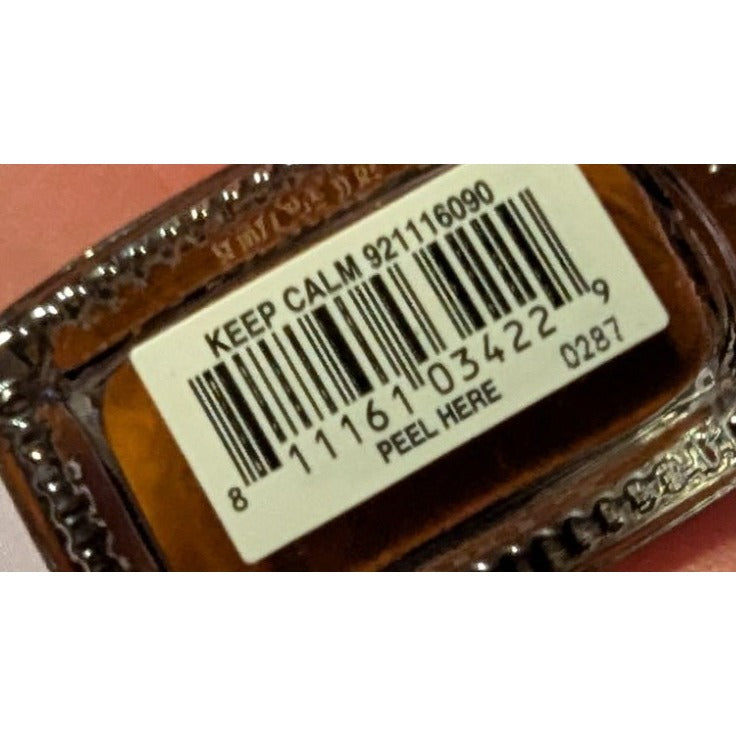 KEEP CALM 921116090
8 11161 03422 9
PEEL HERE 0287